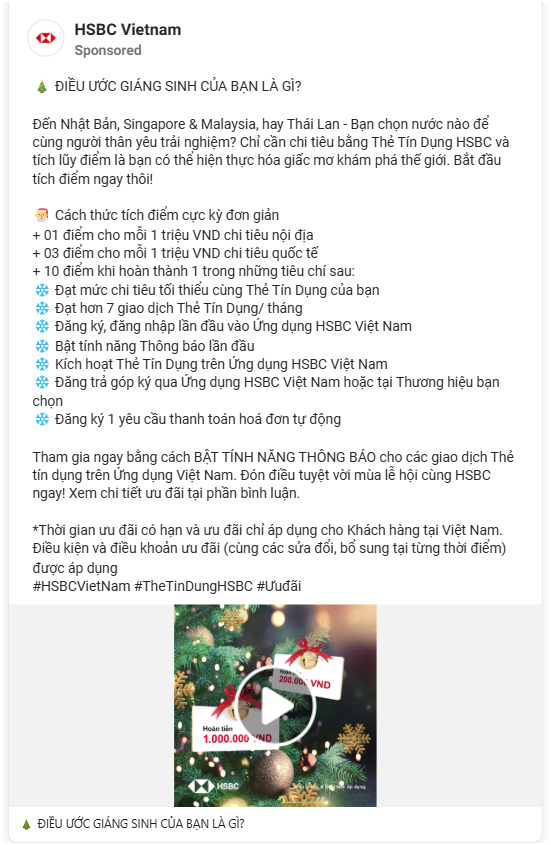 HSBC Vietnam
Sponsored
🎄 ĐIỀU ƯỚC GIÁNG SINH CỦA BẠN LÀ GÌ?
Đến Nhật Bản, Singapore & Malaysia, hay Thái Lan - Bạn chọn nước nào để
cùng người thân yêu trải nghiệm? Chỉ cần chi tiêu bằng Thẻ Tín Dụng HSBC và
tích lũy điểm là bạn có thể hiện thực hóa giấc mơ khám phá thế giới. Bắt đầu
tích điểm ngay thôi!
🎅 Cách thức tích điểm cực kỳ đơn giản
+ 01 điểm cho mỗi 1 triệu VND chi tiêu nội địa
+ 03 điểm cho mỗi 1 triệu VND chi tiêu quốc tế
+ 10 điểm khi hoàn thành 1 trong những tiêu chí sau:
❄️ Đạt mức chi tiêu tối thiểu cùng Thẻ Tín Dụng của bạn
❄️ Đạt hơn 7 giao dịch Thẻ Tín Dụng/ tháng
❄️ Đăng ký, đăng nhập lần đầu vào Ứng dụng HSBC Việt Nam
❄️ Bật tính năng Thông báo lần đầu
❄️ Kích hoạt Thẻ Tín Dụng trên Ứng dụng HSBC Việt Nam
❄️ Đăng trả góp ký qua Ứng dụng HSBC Việt Nam hoặc tại Thương hiệu bạn
chọn
❄️ Đăng ký 1 yêu cầu thanh toán hoá đơn tự động
Tham gia ngay bằng cách BẬT TÍNH NĂNG THÔNG BÁO cho các giao dịch Thẻ
tín dụng trên Ứng dụng Việt Nam. Đón điều tuyệt vời mùa lễ hội cùng HSBC
ngay! Xem chi tiết ưu đãi tại phần bình luận.
*Thời gian ưu đãi có hạn và ưu đãi chỉ áp dụng cho Khách hàng tại Việt Nam.
Điều kiện và điều khoản ưu đãi (cùng các sửa đổi, bổ sung tại từng thời điểm)
được áp dụng
#HSBCVietNam #TheTinDungHSBC #Ưuđãi
Hoàn tiền
200.000 VND
Hoàn tiền
1.000.000 VND
HSBC
áp dụng.
🎄 ĐIỀU ƯỚC GIÁNG SINH CỦA BẠN LÀ GÌ?